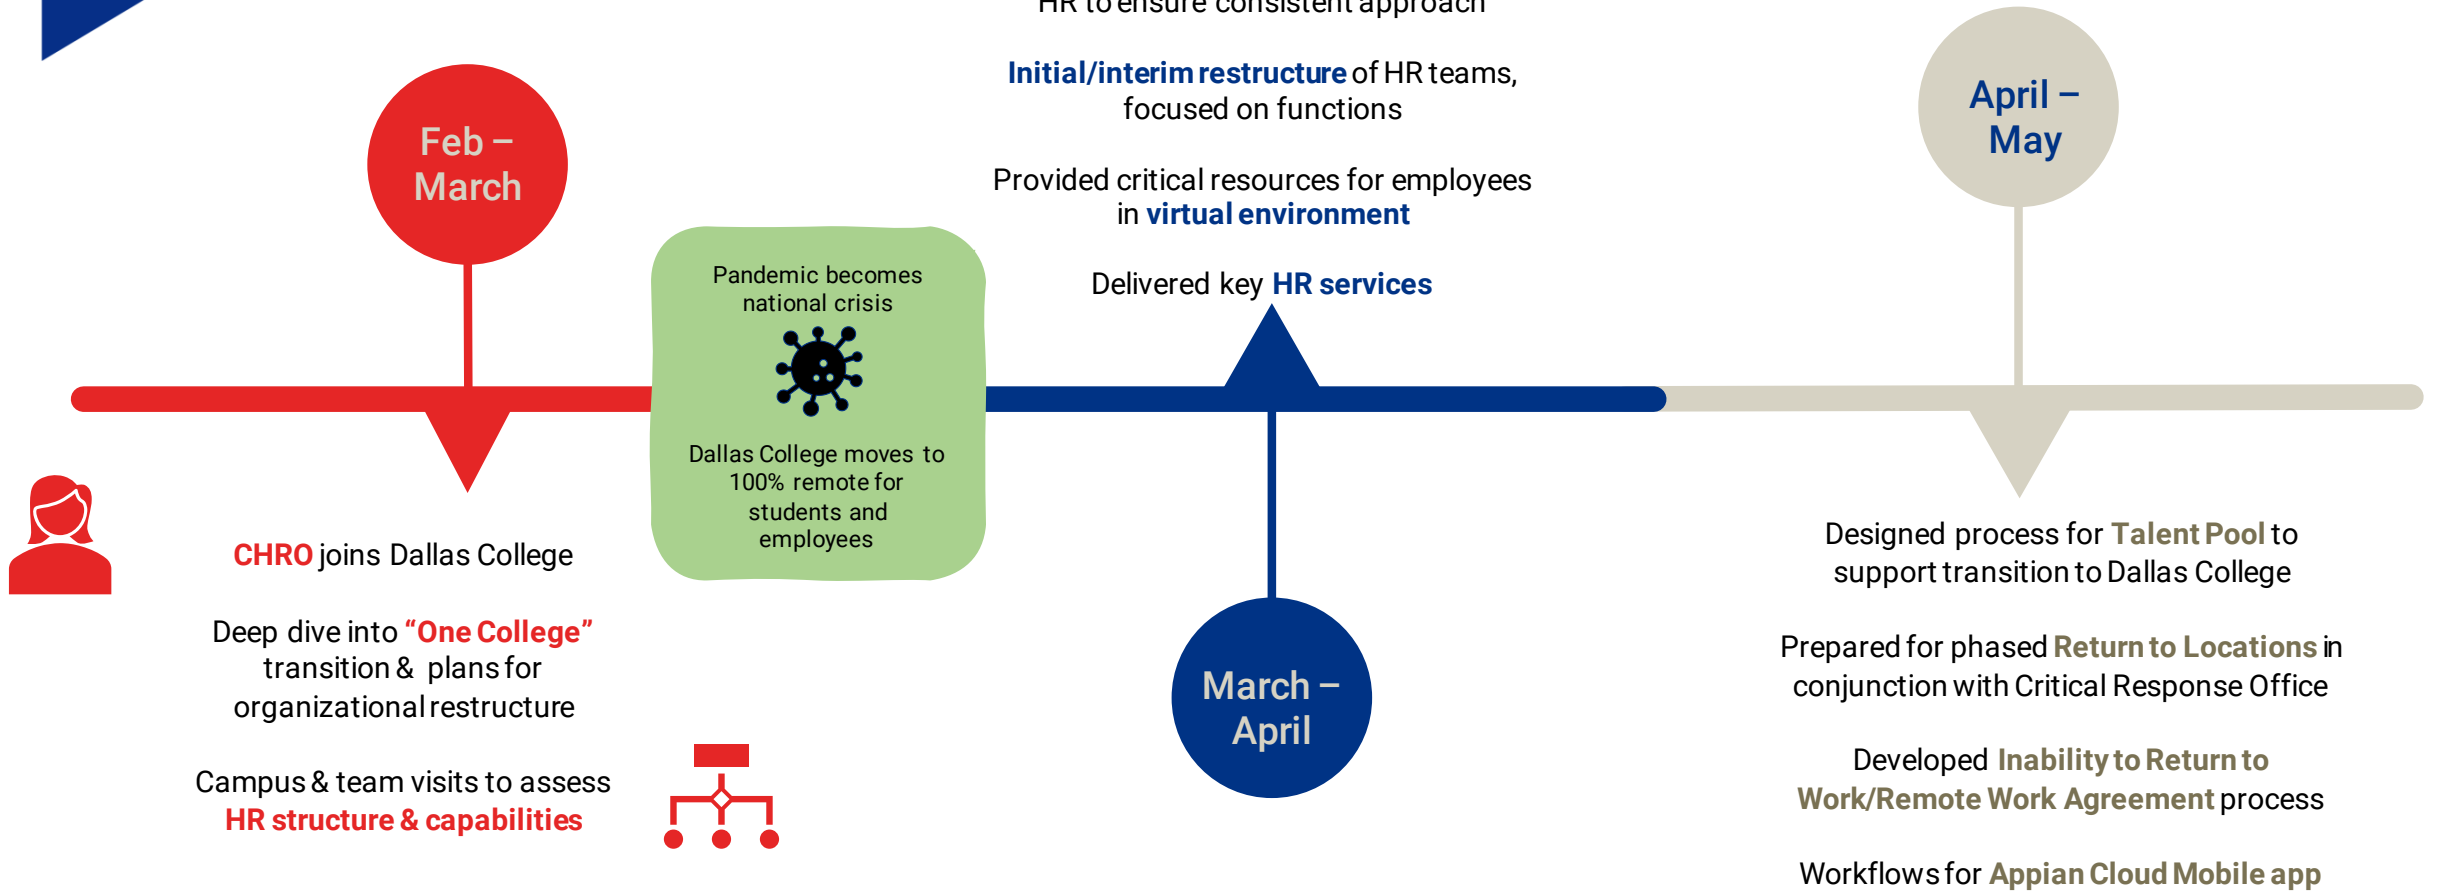 HR to ensure consistent approach
Initial/interim restructure of HR teams,
focused on functions
Provided critical resources for employees
in virtual environment
Delivered key HR services
Feb –
March
April –
May
Pandemic becomes
national crisis
Dallas College moves to
100% remote for
students and
employees
CHRO joins Dallas College
Deep dive into “One College”
transition & plans for
organizational restructure
Campus & team visits to assess
HR structure & capabilities
March –
April
Designed process for Talent Pool to
support transition to Dallas College
Prepared for phased Return to Locations in
conjunction with Critical Response Office
Developed Inability to Return to
Work/Remote Work Agreement process
Workflows for Appian Cloud Mobile app